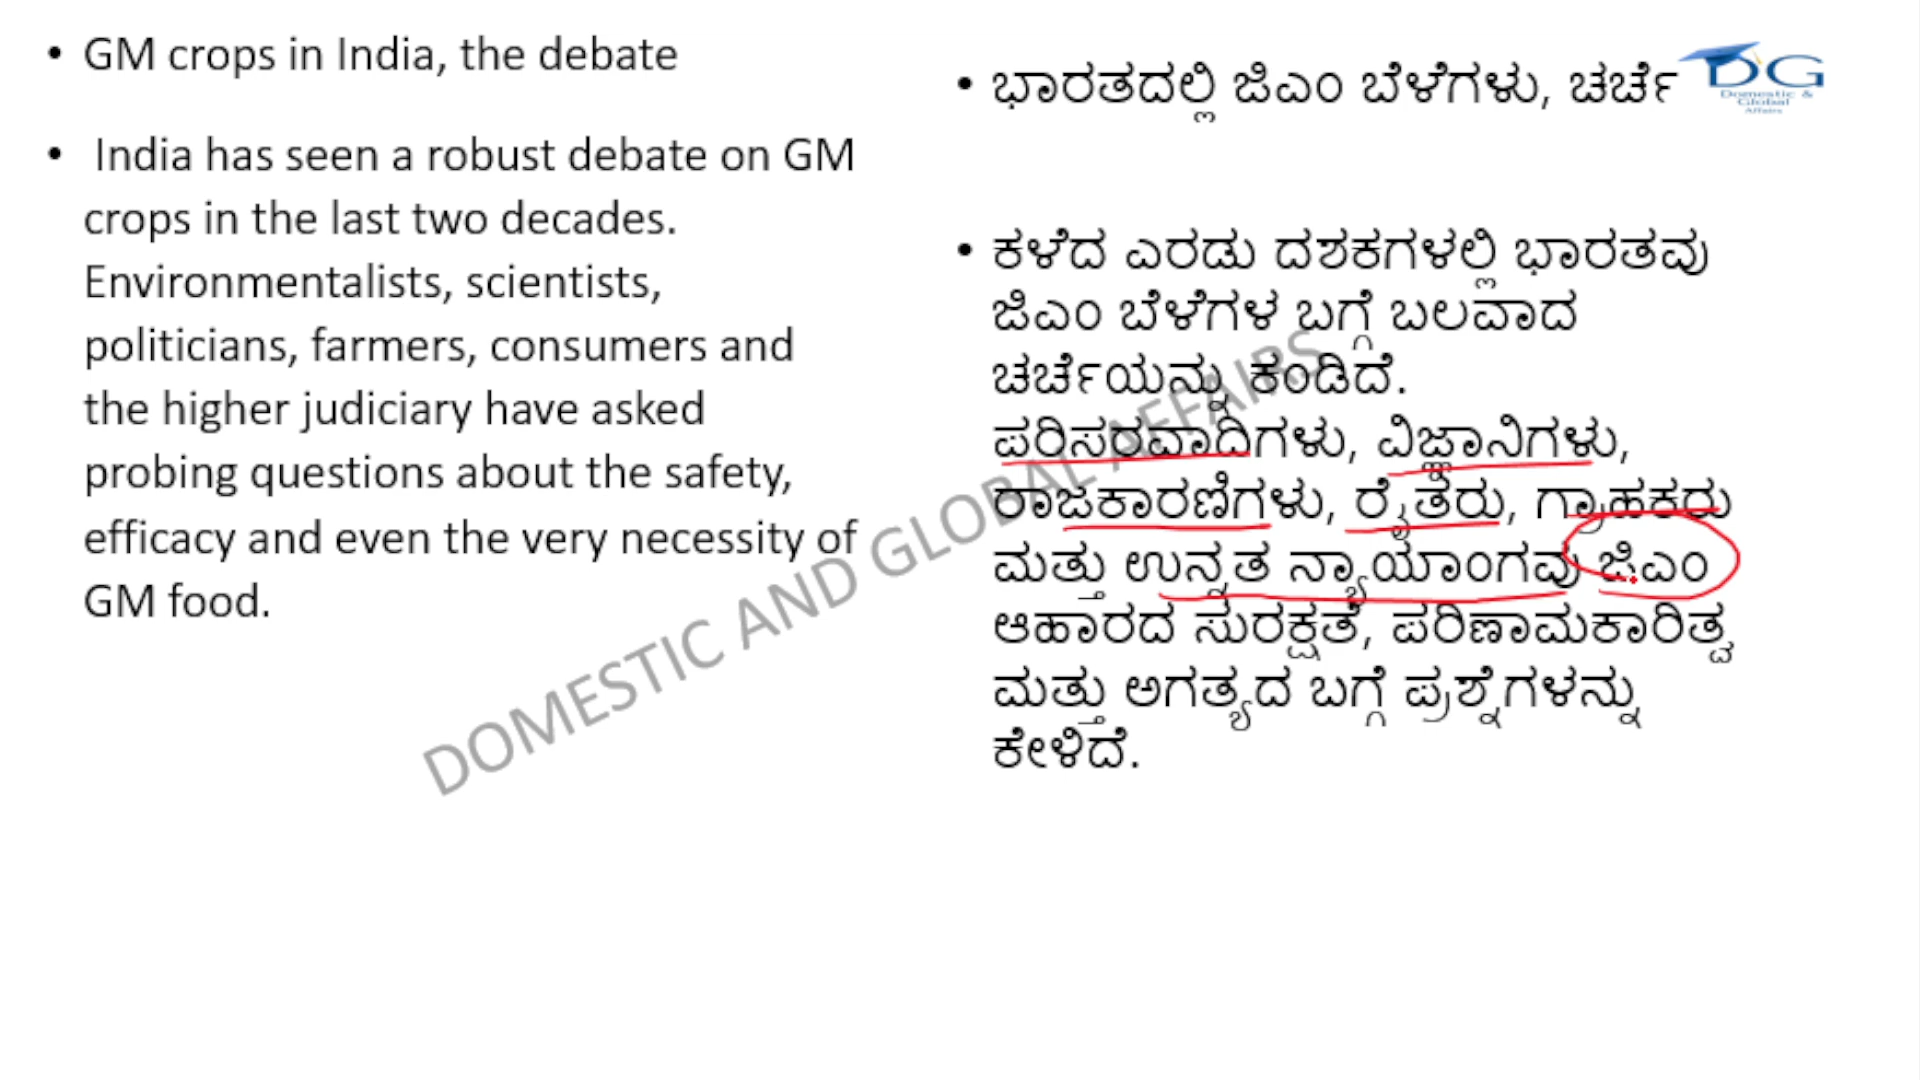 • GM crops in India, the debate
• India has seen a robust debate on GM
crops in the last two decades.
Environmentalists, scientists,
politicians, farmers, consumers and
the higher judiciary have asked
probing questions about the safety,
efficacy and even the very necessity of
GM food.
• ಭಾರತದಲ್ಲಿ ಜಿಎಂ ಬೆಳೆಗಳು, ಚರ್ಚೆ
• ಕಳೆದ ಎರಡು ದಶಕಗಳಲ್ಲಿ ಭಾರತವು
ಜಿಎಂ ಬೆಳೆಗಳ ಬಗ್ಗೆ ಬಲವಾದ
ಚರ್ಚೆಯನ್ನು ಕಂಡಿದೆ.
ಪರಿಸರವಾದಿಗಳು, ವಿಜ್ಞಾನಿಗಳು,
ರಾಜಕಾರಣಿಗಳು, ರೈತರು, ಗ್ರಾಹಕರು
ಮತ್ತು ಉನ್ನತ ನ್ಯಾಯಾಂಗವು ಜಿಎಂ
ಆಹಾರದ ಸುರಕ್ಷತೆ, ಪರಿಣಾಮಕಾರಿತ್ವ
ಮತ್ತು ಅಗತ್ಯದ ಬಗ್ಗೆ ಪ್ರಶ್ನೆಗಳನ್ನು
ಕೇಳಿದೆ.
DG
Domestic &
Global
Affairs
DOMESTIC AND GLOBAL AFFAIRS